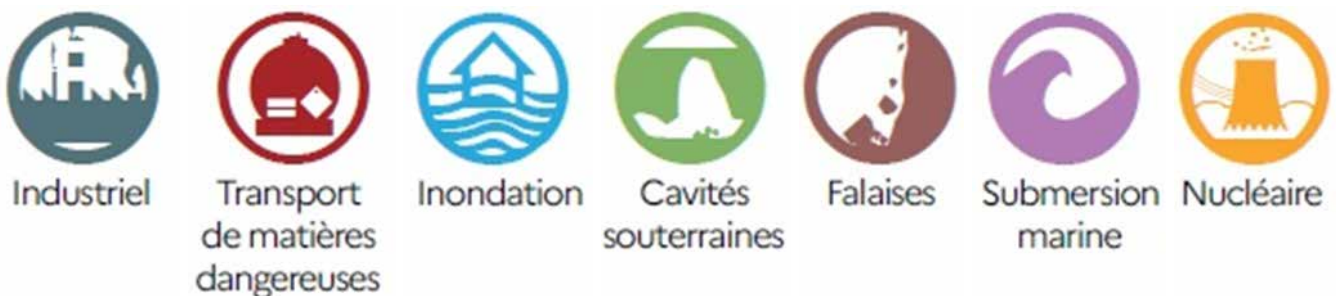 Industriel
Transport
de matières
dangereuses
Inondation
Cavités
souterraines
Falaises
Submersion
marine
Nucléaire